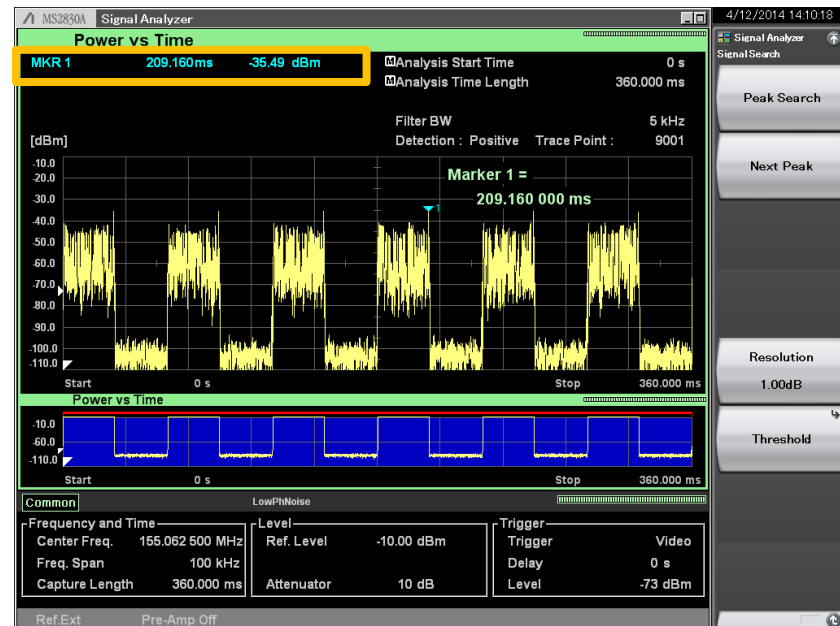 MS2830A Signal Analyzer
4/12/2014 14:10:18
Power vs Time
Signal Analyzer
Signal Search
MKR 1 209.160ms -35.49 dBm
M Analysis Start Time 0 s
M Analysis Time Length 360.000 ms
Peak Search
Filter BW 5 kHz
[dBm] Detection : Positive Trace Point : 9001
-10.0
-20.0
-30.0
-40.0
-50.0
-60.0
-70.0
-80.0
-90.0
-100.0
-110.0
Marker 1 =
209.160 000 ms
1
Next Peak
Start 0 s Stop 360.000 ms
Resolution
1.00dB
Power vs Time
-10.0
-60.0
-110.0
Threshold
Start 0 s Stop 360.000 ms
Common LowPhNoise
Frequency and Time
Center Freq. 155.062 500 MHz
Freq. Span 100 kHz
Capture Length 360.000 ms
Level
Ref. Level -10.00 dBm
Attenuator 10 dB
Trigger
Trigger Video
Delay 0 s
Level -73 dBm
Ref.Ext Pre-Amp Off